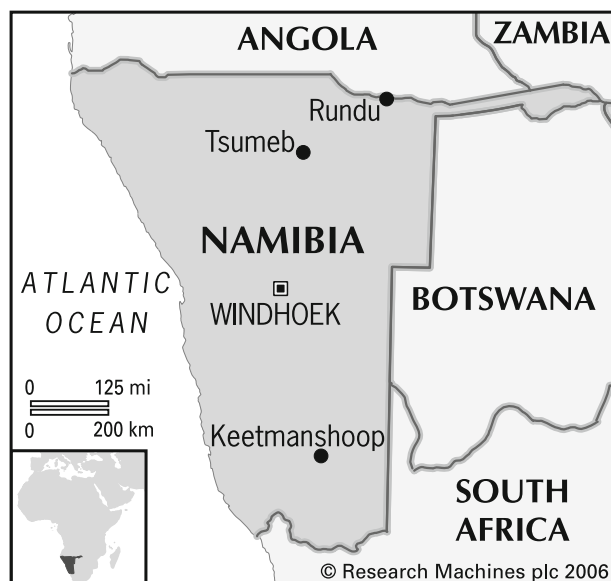 ANGOLA
ZAMBIA
Rundu
Tsumeb
NAMIBIA
ATLANTIC
OCEAN
WINDHOEK
BOTSWANA
0 125 mi
0 200 km
Keetmanshoop
SOUTH
AFRICA
© Research Machines plc 2006